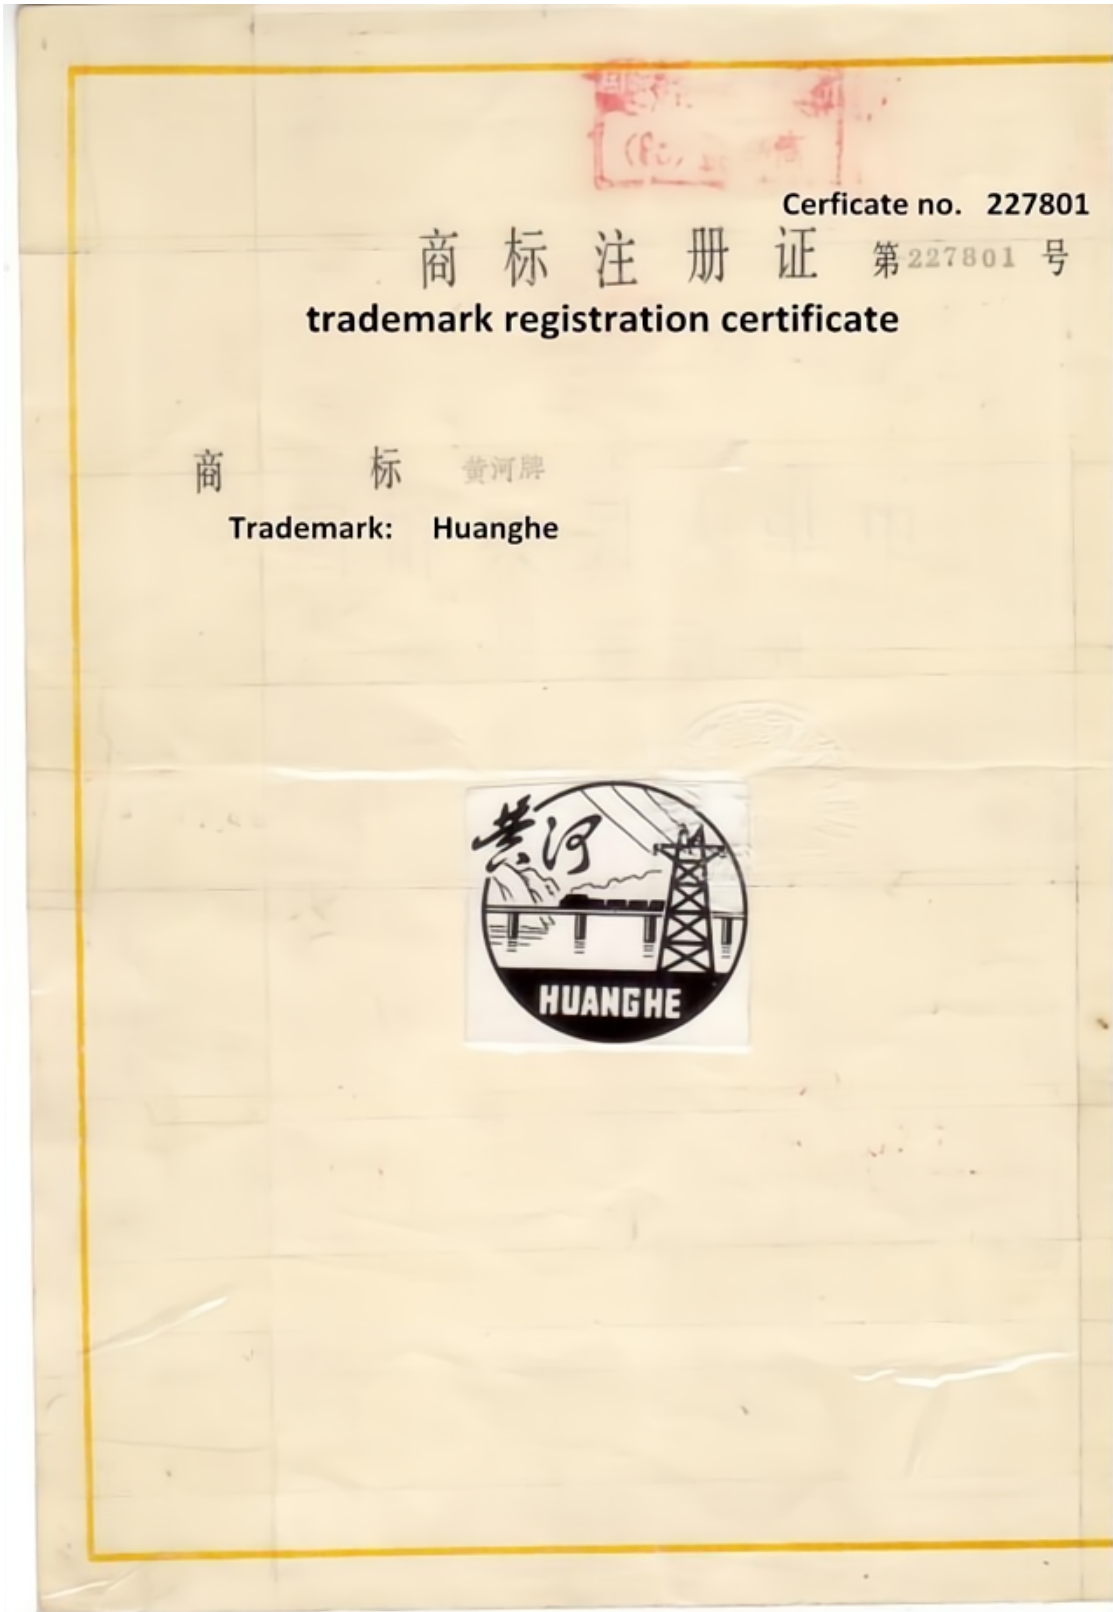 Cerficate no. 227801
商标注册证 第227801号
trademark registration certificate
商标 黄河牌
Trademark: Huanghe
黄河
HUANGHE